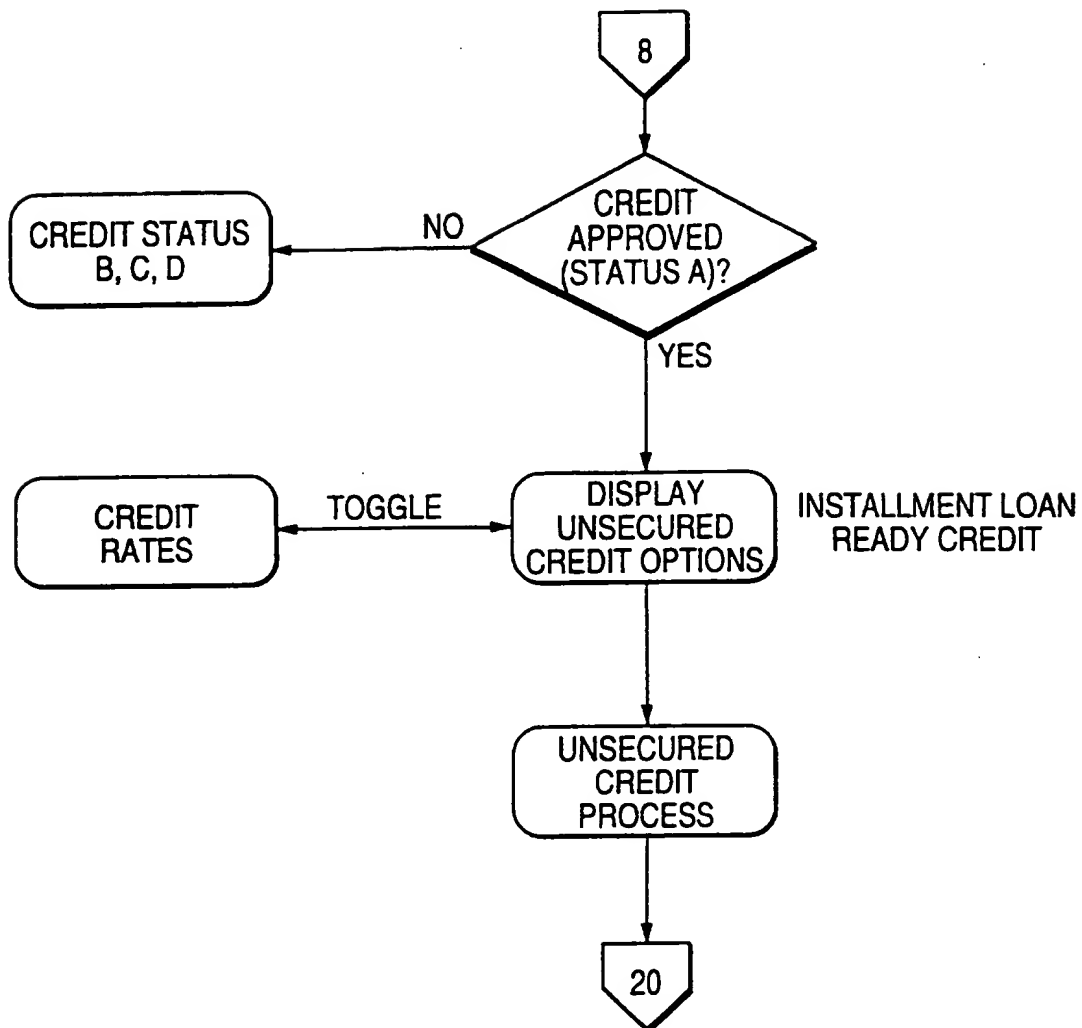 8
CREDIT
APPROVED
(STATUS A)?
NO
CREDIT STATUS
B, C, D
YES
DISPLAY
UNSECURED
CREDIT OPTIONS
TOGGLE
CREDIT
RATES
INSTALLMENT LOAN
READY CREDIT
UNSECURED
CREDIT
PROCESS
20